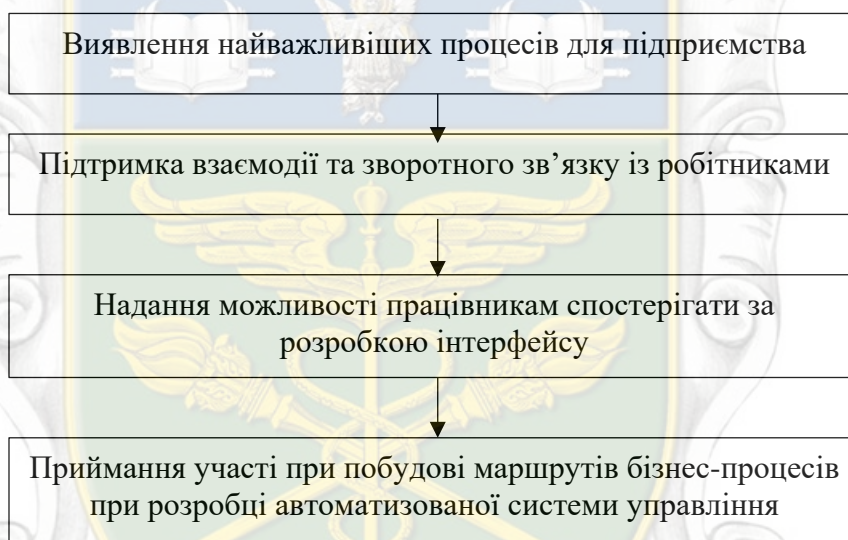 Виявлення найважливіших процесів для підприємства
Підтримка взаємодії та зворотного зв’язку із робітниками
Надання можливості працівникам спостерігати за
розробкою інтерфейсу
Приймання участі при побудові маршрутів бізнес-процесів
при розробці автоматизованої системи управління